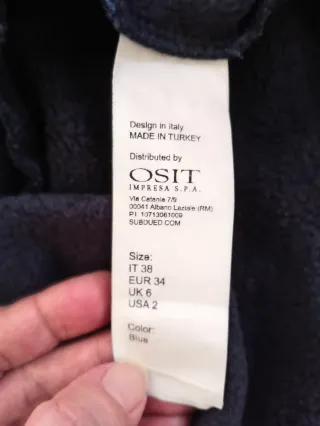 Design in Italy
MADE IN TURKEY
Distributed by
OSIT
IMPRESA S.P.A.
Via Catania 7/9
00041 Albano Laziale (RM)
P.I. 10713061009
SUBDUED.COM
Size:
IT 38
EUR 34
UK 6
USA 2
Color:
Blue